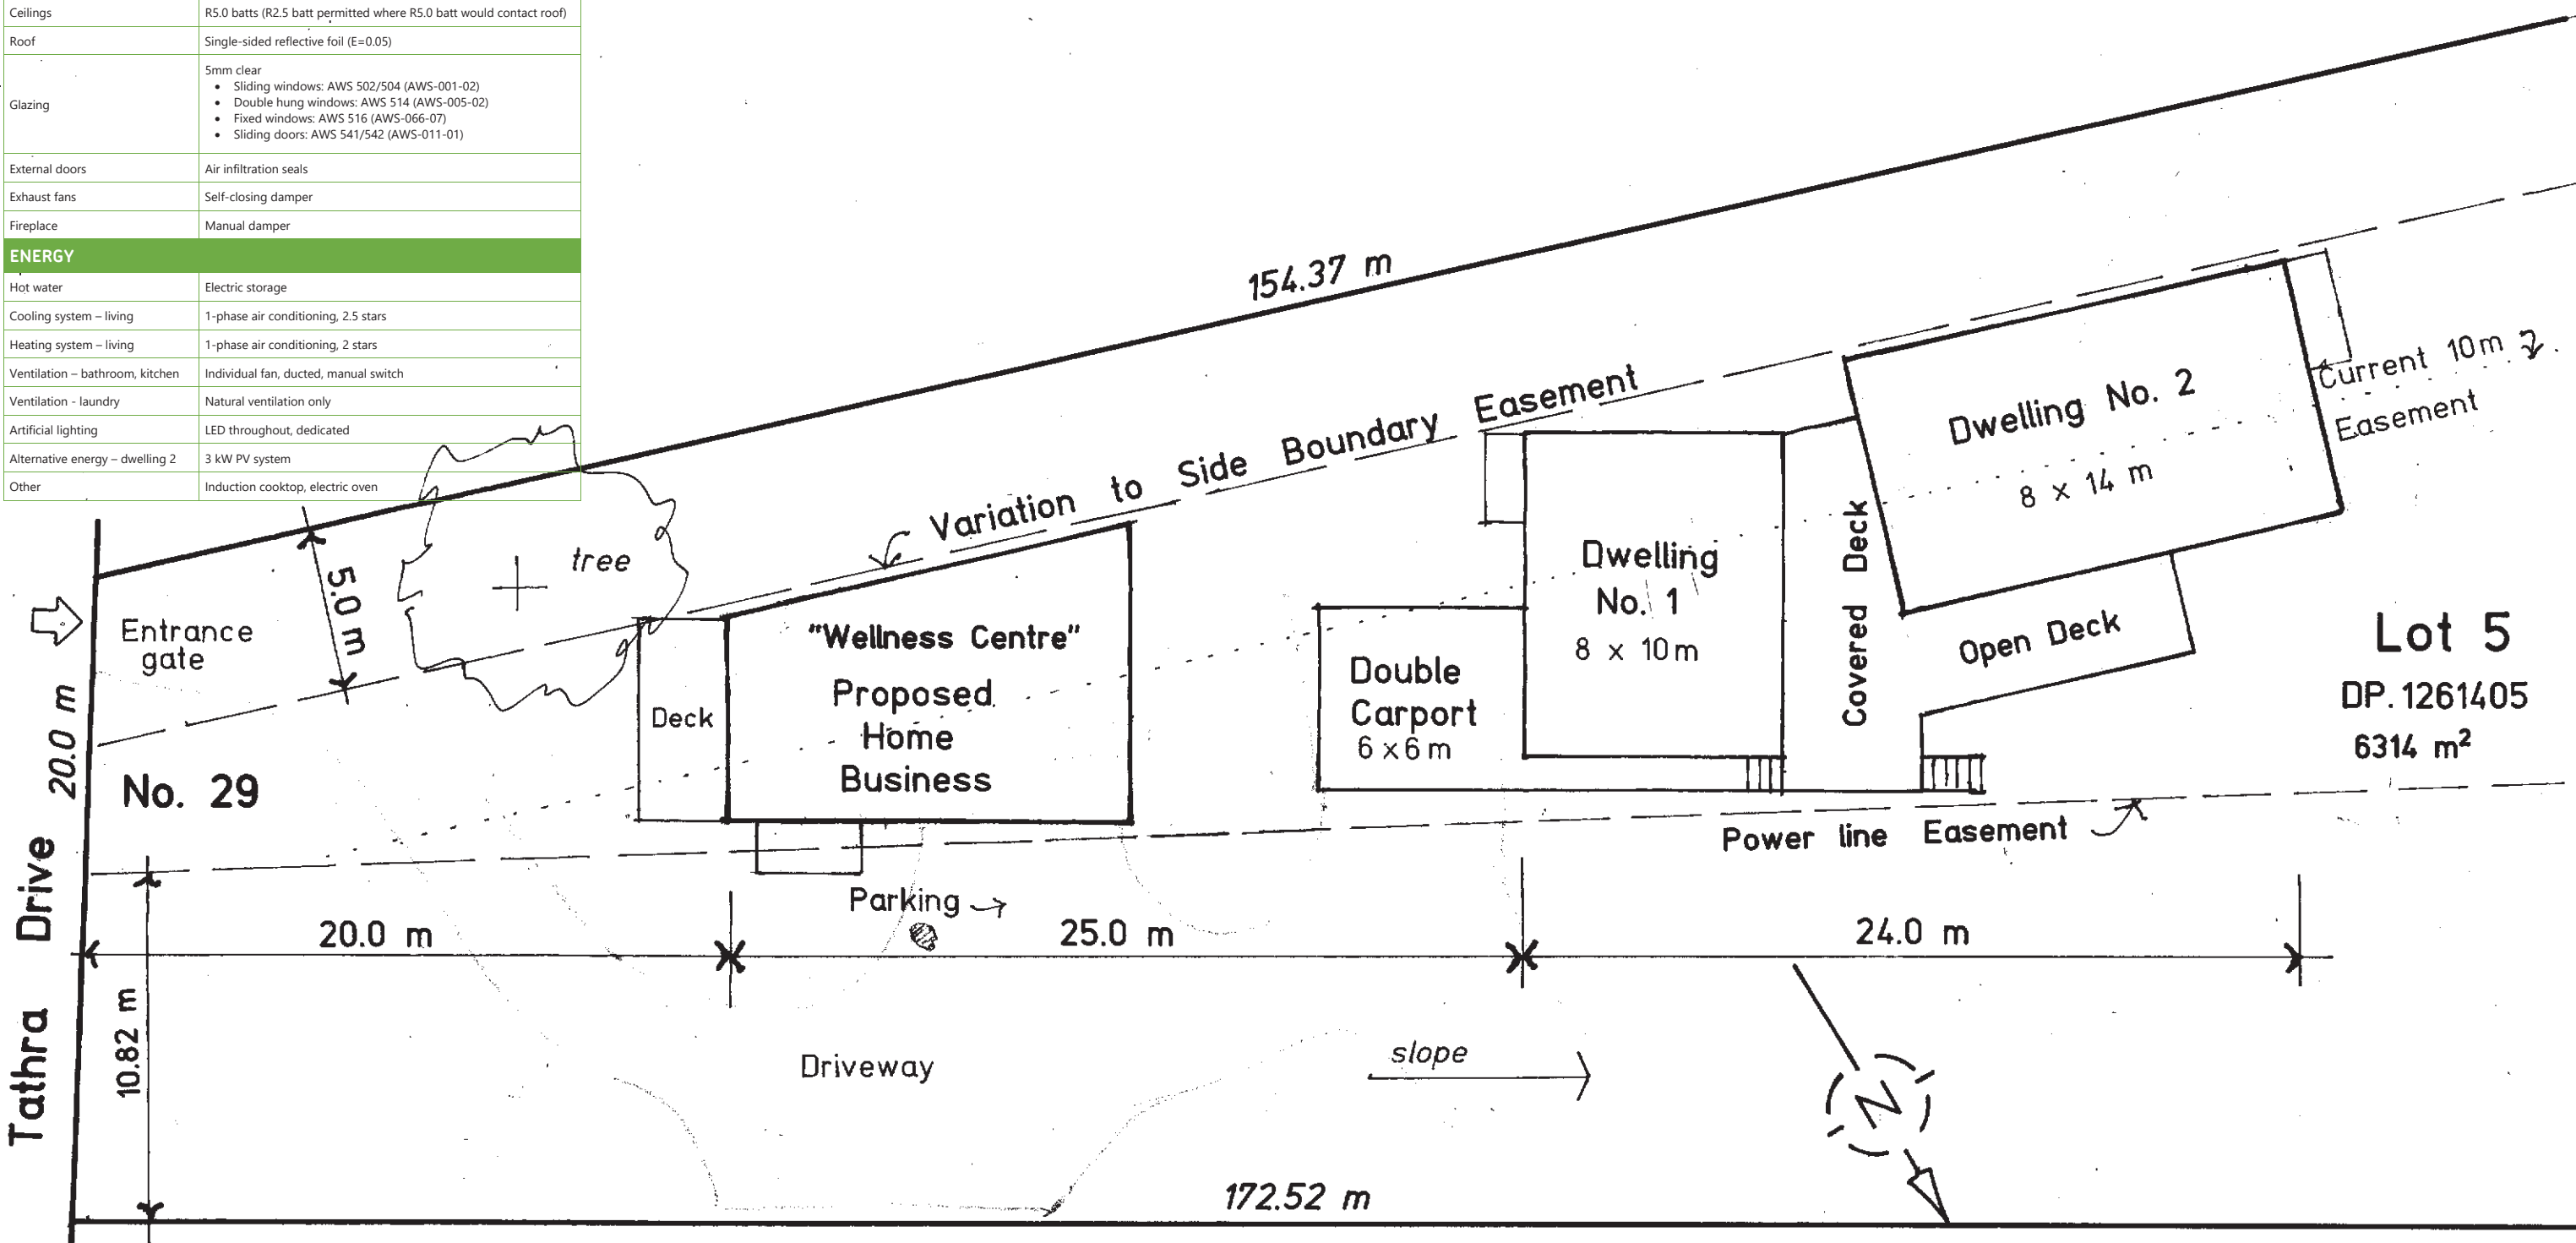 Ceilings R5.0 batts (R2.5 batt permitted where R5.0 batt would contact roof)
Roof Single-sided reflective foil (E=0.05)
Glazing 5mm clear
• Sliding windows: AWS 502/504 (AWS-001-02)
• Double hung windows: AWS 514 (AWS-005-02)
• Fixed windows: AWS 516 (AWS-066-07)
• Sliding doors: AWS 541/542 (AWS-011-01)
External doors Air infiltration seals
Exhaust fans Self-closing damper
Fireplace Manual damper
ENERGY
Hot water Electric storage
Cooling system – living 1-phase air conditioning, 2.5 stars
Heating system – living 1-phase air conditioning, 2 stars
Ventilation – bathroom, kitchen Individual fan, ducted, manual switch
Ventilation - laundry Natural ventilation only
Artificial lighting LED throughout, dedicated
Alternative energy – dwelling 2 3 kW PV system
Other Induction cooktop, electric oven
154.37 m
Variation to Side Boundary Easement
Current 10m
Easement
Dwelling No. 2
8 x 14 m
tree
5.0 m
Entrance
gate
"Wellness Centre"
Proposed
Home
Business
Deck
Double
Carport
6 x 6 m
Dwelling
No. 1
8 x 10 m
Covered Deck
Open Deck
Lot 5
DP. 1261405
6314 m²
No. 29
20.0 m
Tathra Drive
Power line Easement
Parking
20.0 m
25.0 m
24.0 m
10.82 m
Driveway
slope
N
172.52 m